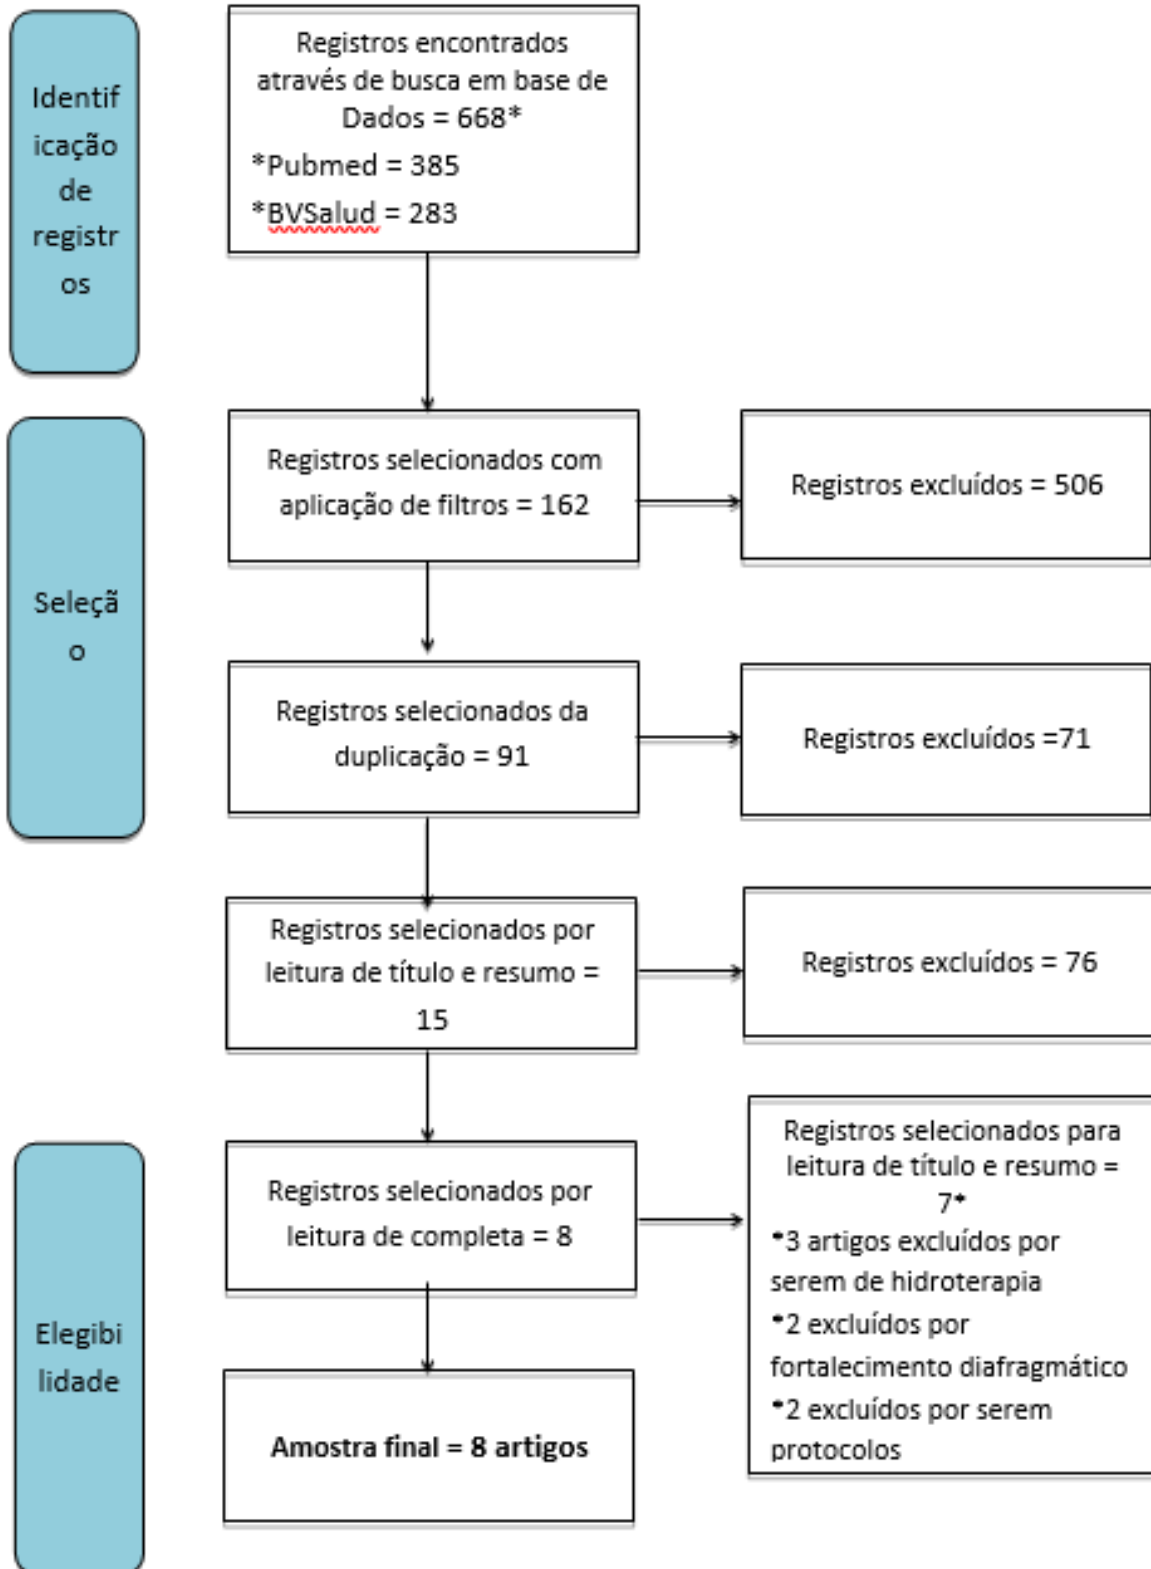 Identif
icação
de
registr
os
Registros encontrados
através de busca em base de
Dados = 668*
*Pubmed = 385
*BVSalud = 283
Seleçã
o
Registros selecionados com
aplicação de filtros = 162
Registros excluídos = 506
Registros selecionados da
duplicação = 91
Registros excluídos =71
Registros selecionados por
leitura de título e resumo =
15
Registros excluídos = 76
Elegibi
lidade
Registros selecionados por
leitura de completa = 8
Registros selecionados para
leitura de título e resumo =
7*
*3 artigos excluídos por
serem de hidroterapia
*2 excluídos por
fortalecimento diafragmático
*2 excluídos por serem
protocolos
Amostra final = 8 artigos